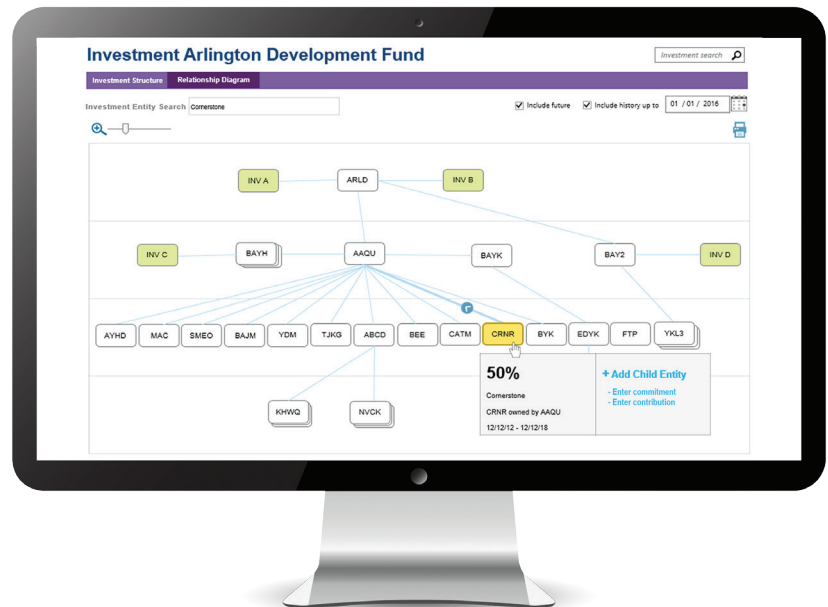 Investment Arlington Development Fund
Investment search
Investment Structure Relationship Diagram
Investment Entity Search Cornerstone
Include future Include history up to 01 / 01 / 2016
INV A ARLD INV B
INV C BAYH AAQU BAYK BAY2 INV D
AYHD MAC SMEO BAJM YDM TJKG ABCD BEE CATM CRNR BYK EDYK FTP YKL3
KHWQ NVCK
50%
Cornerstone
CRNR owned by AAQU
12/12/12 - 12/12/18
+ Add Child Entity
- Enter commitment
- Enter contribution